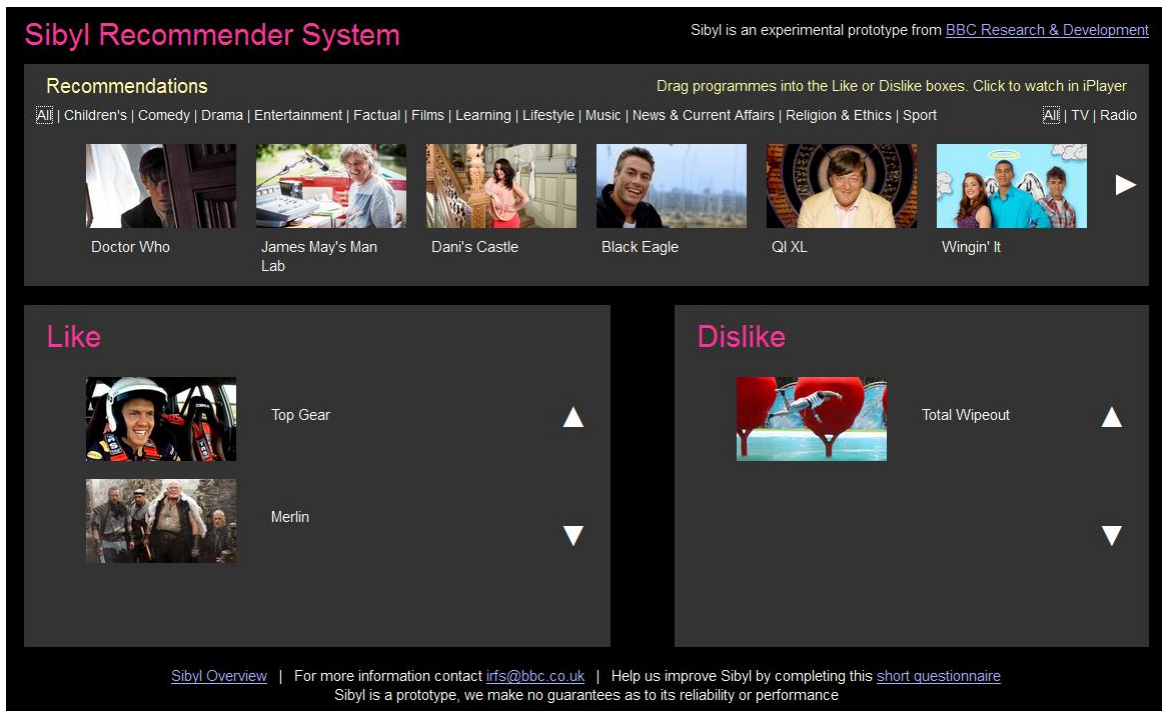 Sibyl Recommender System
Sibyl is an experimental prototype from BBC Research & Development
Recommendations
Drag programmes into the Like or Dislike boxes. Click to watch in iPlayer
All | Children's | Comedy | Drama | Entertainment | Factual | Films | Learning | Lifestyle | Music | News & Current Affairs | Religion & Ethics | Sport
All | TV | Radio
Doctor Who
James May's Man
Lab
Dani's Castle
Black Eagle
QI XL
Wingin' It
Like
Top Gear
Merlin
Dislike
Total Wipeout
Sibyl Overview | For more information contact irfs@bbc.co.uk | Help us improve Sibyl by completing this short questionnaire
Sibyl is a prototype, we make no guarantees as to its reliability or performance